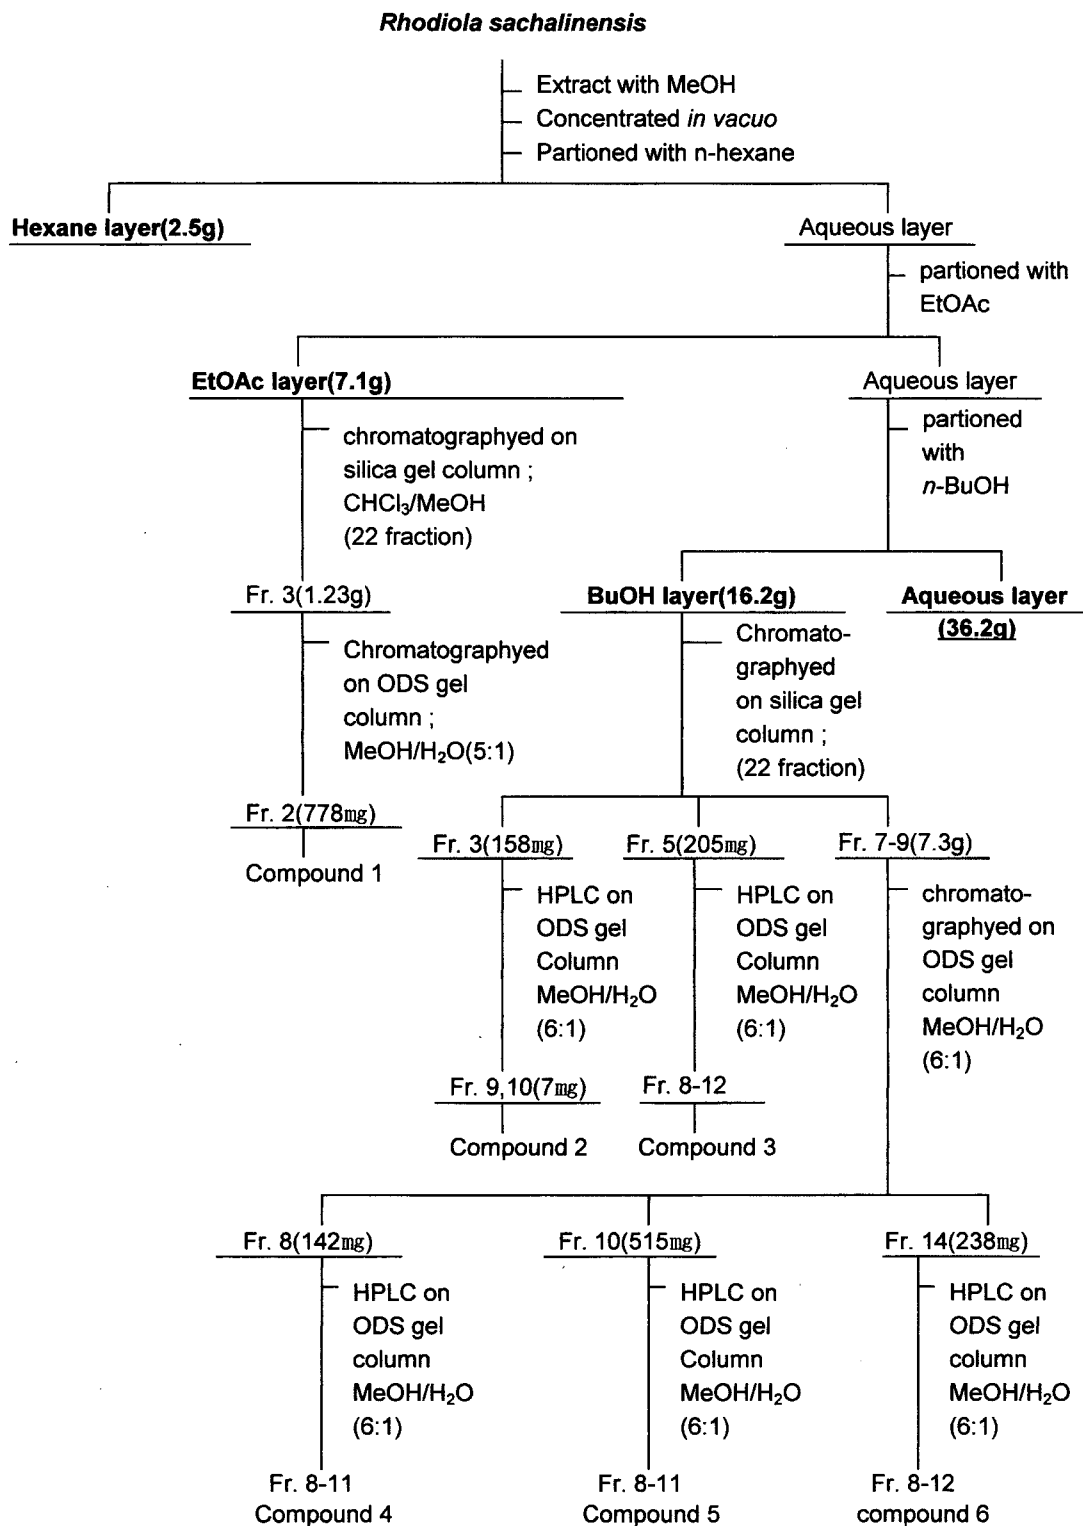 Rhodiola sachalinensis
Extract with MeOH
Concentrated in vacuo
Partioned with n-hexane
Hexane layer(2.5g)
Aqueous layer
partioned with
EtOAc
EtOAc layer(7.1g)
Aqueous layer
chromatographyed on
silica gel column ;
CHCl₃/MeOH
(22 fraction)
partioned
with
n-BuOH
Fr. 3(1.23g)
BuOH layer(16.2g)
Aqueous layer
(36.2g)
Chromatographyed
on ODS gel
column ;
MeOH/H₂O(5:1)
Chromato-
graphyed
on silica gel
column ;
(22 fraction)
Fr. 2(778㎎)
Compound 1
Fr. 3(158㎎)
Fr. 5(205㎎)
Fr. 7-9(7.3g)
HPLC on
ODS gel
Column
MeOH/H₂O
(6:1)
HPLC on
ODS gel
Column
MeOH/H₂O
(6:1)
chromato-
graphyed on
ODS gel
column
MeOH/H₂O
(6:1)
Fr. 9,10(7㎎)
Fr. 8-12
Compound 2
Compound 3
Fr. 8(142㎎)
Fr. 10(515㎎)
Fr. 14(238㎎)
HPLC on
ODS gel
column
MeOH/H₂O
(6:1)
HPLC on
ODS gel
Column
MeOH/H₂O
(6:1)
HPLC on
ODS gel
column
MeOH/H₂O
(6:1)
Fr. 8-11
Compound 4
Fr. 8-11
Compound 5
Fr. 8-12
compound 6